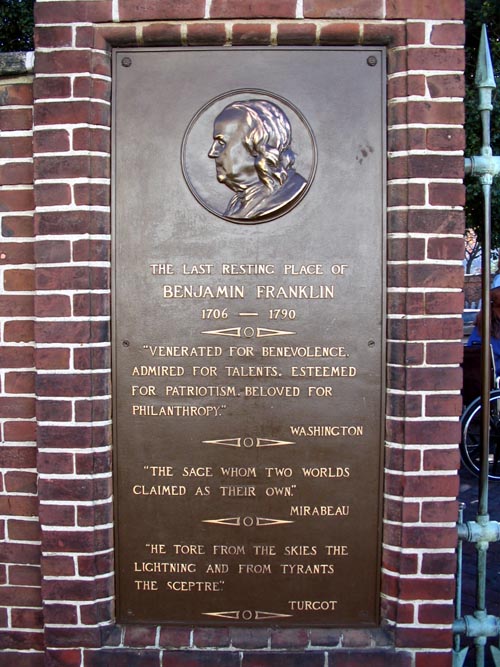 THE LAST RESTING PLACE OF
BENJAMIN FRANKLIN
1706 — 1790
"VENERATED FOR BENEVOLENCE.
ADMIRED FOR TALENTS. ESTEEMED
FOR PATRIOTISM. BELOVED FOR
PHILANTHROPY."
WASHINGTON
"THE SAGE WHOM TWO WORLDS
CLAIMED AS THEIR OWN."
MIRABEAU
"HE TORE FROM THE SKIES THE
LIGHTNING AND FROM TYRANTS
THE SCEPTRE."
TURGOT